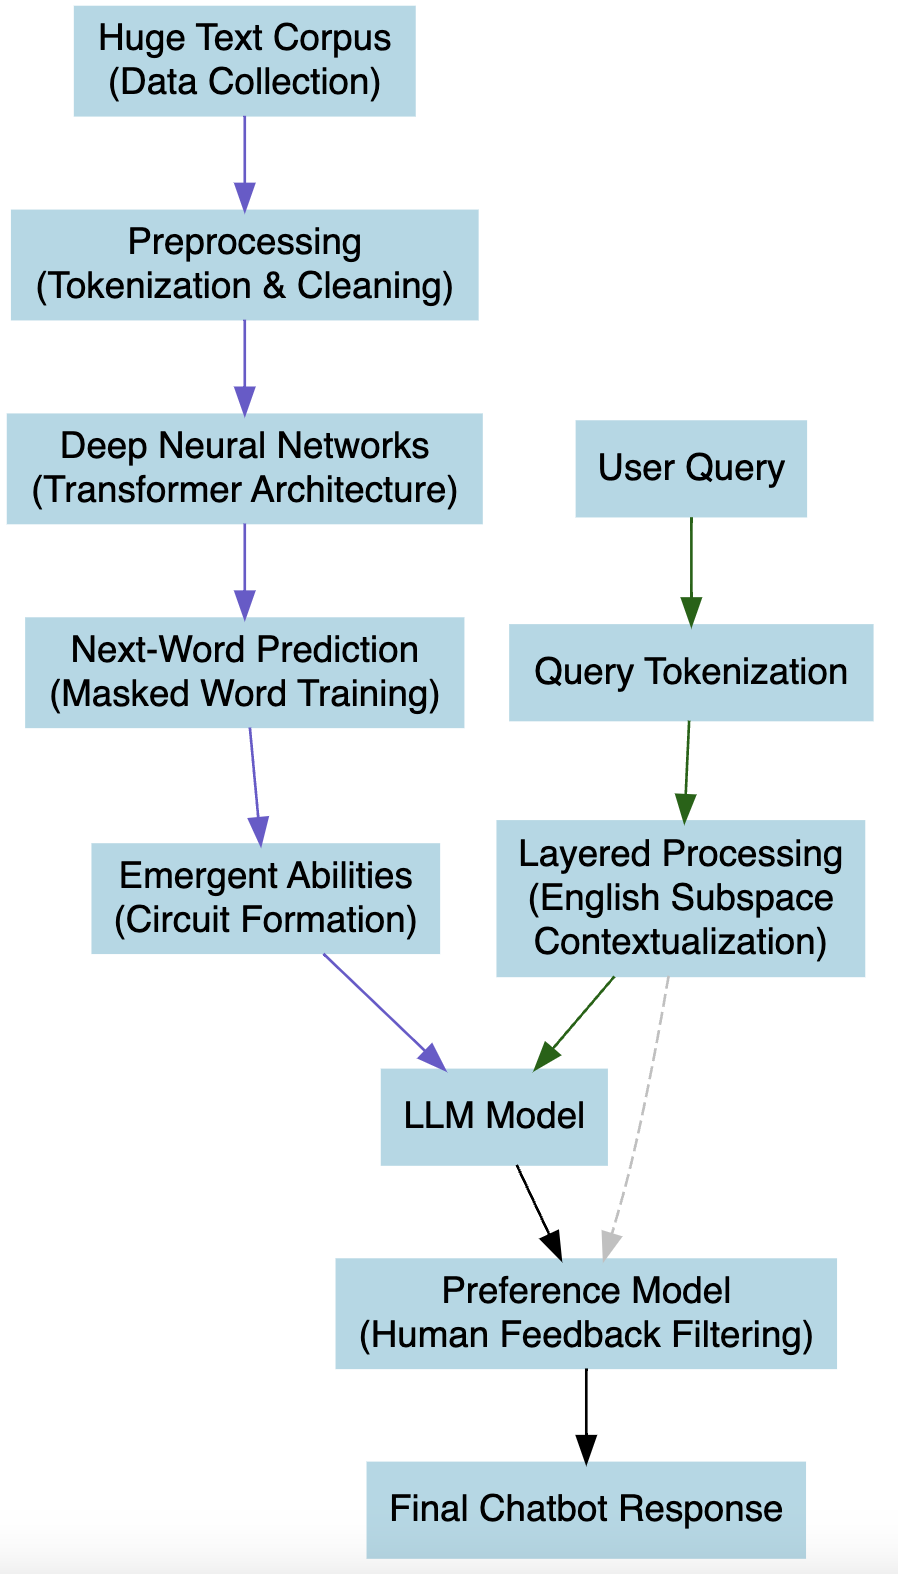 Huge Text Corpus
(Data Collection)
Preprocessing
(Tokenization & Cleaning)
Deep Neural Networks
(Transformer Architecture)
User Query
Next-Word Prediction
(Masked Word Training)
Query Tokenization
Emergent Abilities
(Circuit Formation)
Layered Processing
(English Subspace
Contextualization)
LLM Model
Preference Model
(Human Feedback Filtering)
Final Chatbot Response